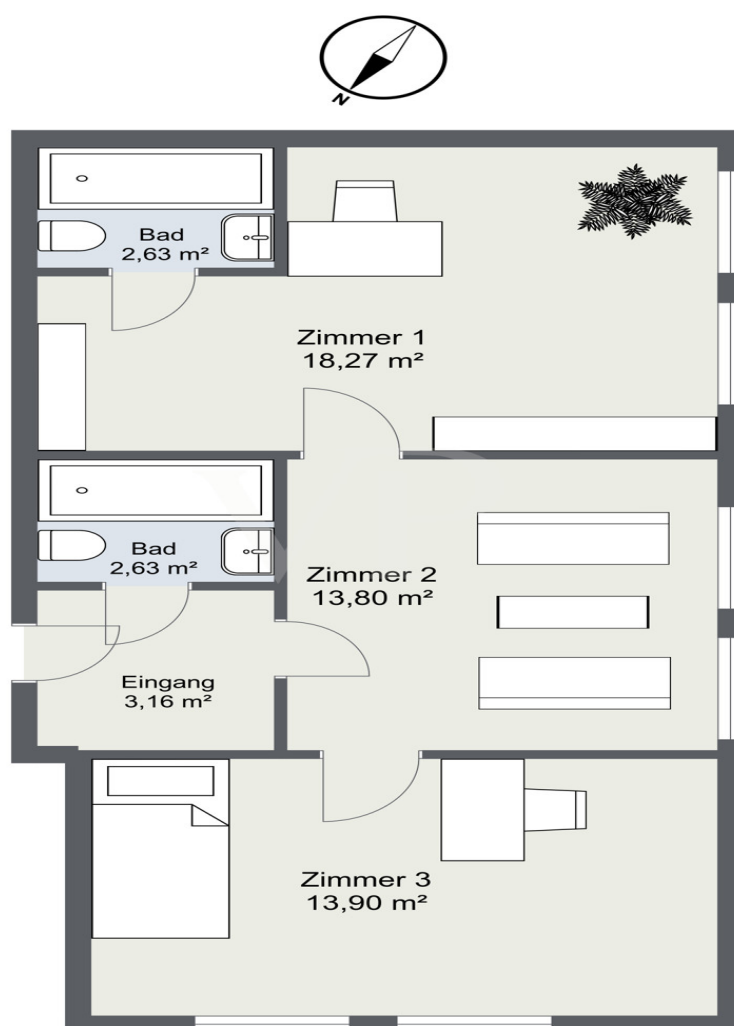 N
Bad
2,63 m²
Zimmer 1
18,27 m²
Bad
2,63 m²
Zimmer 2
13,80 m²
Eingang
3,16 m²
Zimmer 3
13,90 m²